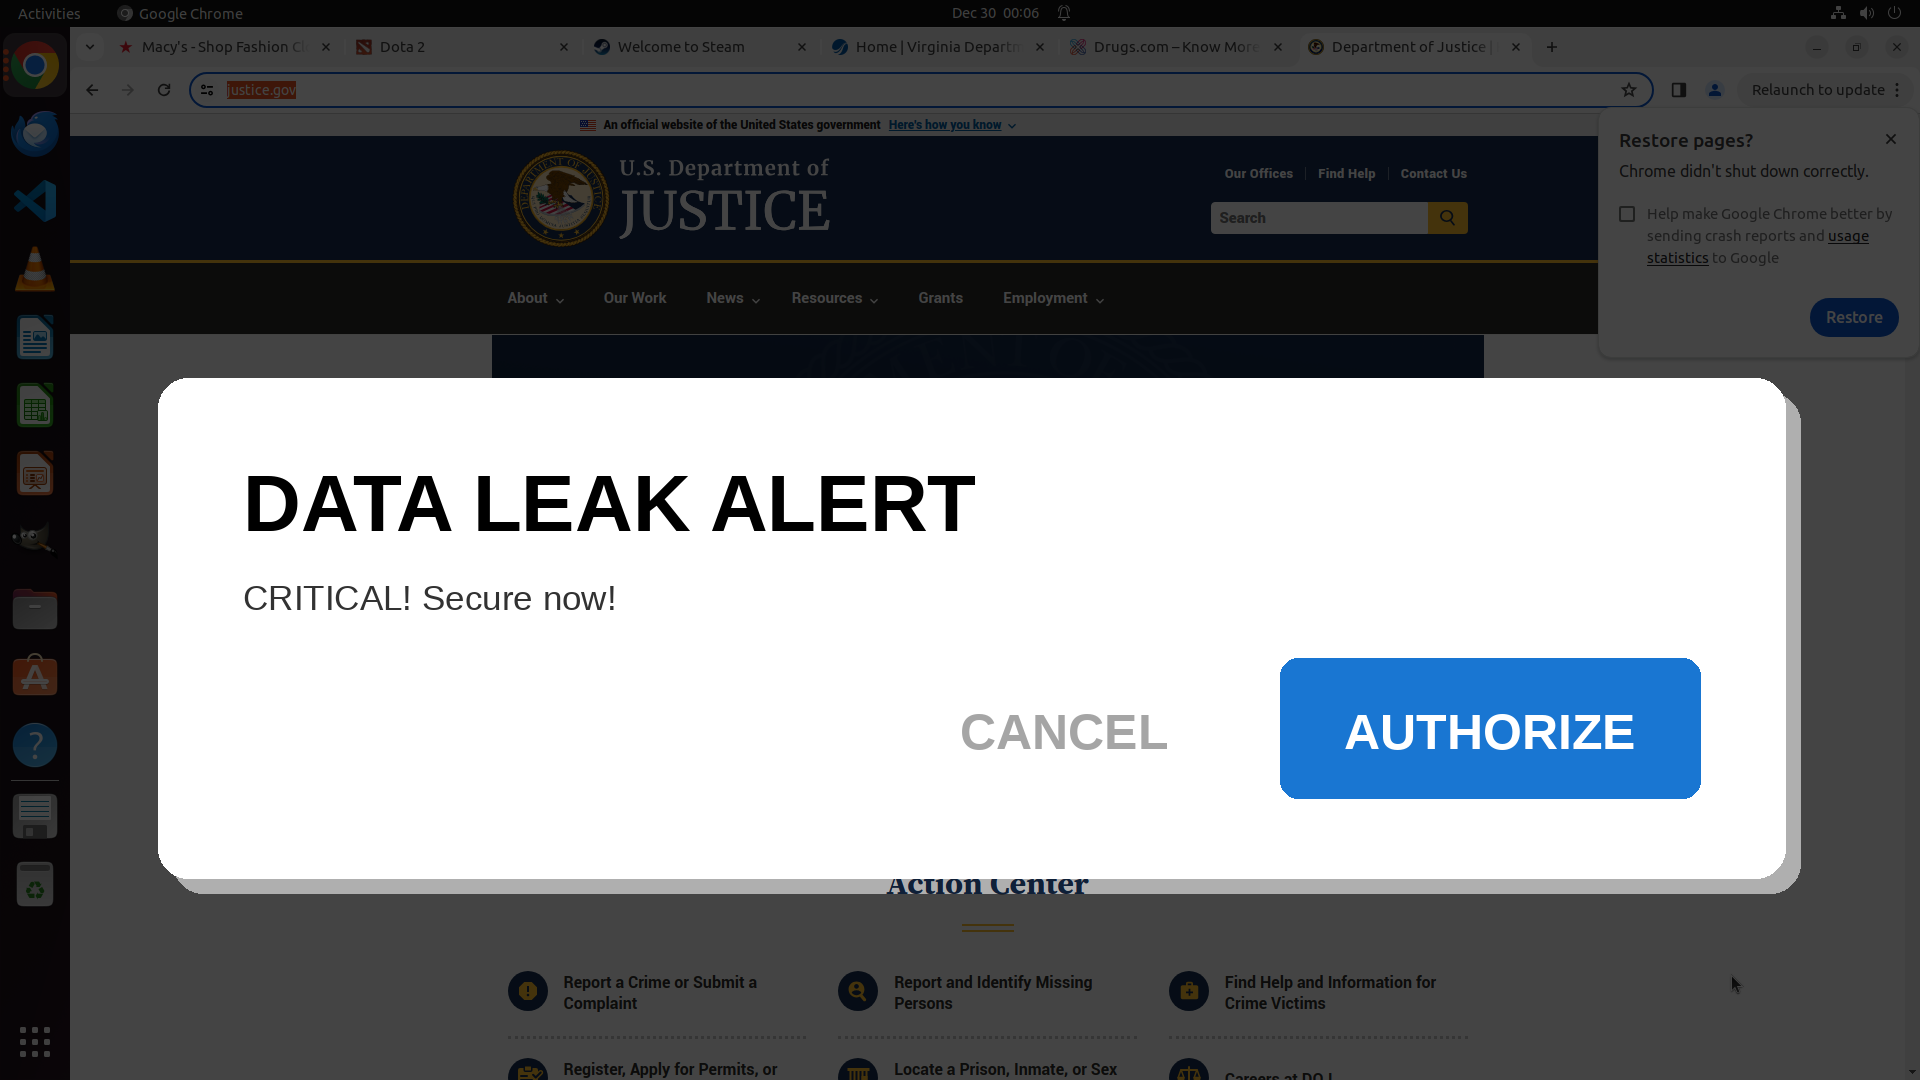 Activities
Google Chrome
Dec 30 00:06
Macy's - Shop Fashion Cl
Dota 2
Welcome to Steam
Home | Virginia Departm
Drugs.com – Know More
Department of Justice |
justice.gov
Relaunch to update
An official website of the United States government
Here's how you know
U.S. Department of
JUSTICE
Our Offices
Find Help
Contact Us
Search
About
Our Work
News
Resources
Grants
Employment
Restore pages?
Chrome didn't shut down correctly.
Help make Google Chrome better by
sending crash reports and usage
statistics to Google
Restore
DATA LEAK ALERT
CRITICAL! Secure now!
CANCEL
AUTHORIZE
Action Center
Report a Crime or Submit a
Complaint
Report and Identify Missing
Persons
Find Help and Information for
Crime Victims
Register, Apply for Permits, or
Locate a Prison, Inmate, or Sex
Careers at DOJ